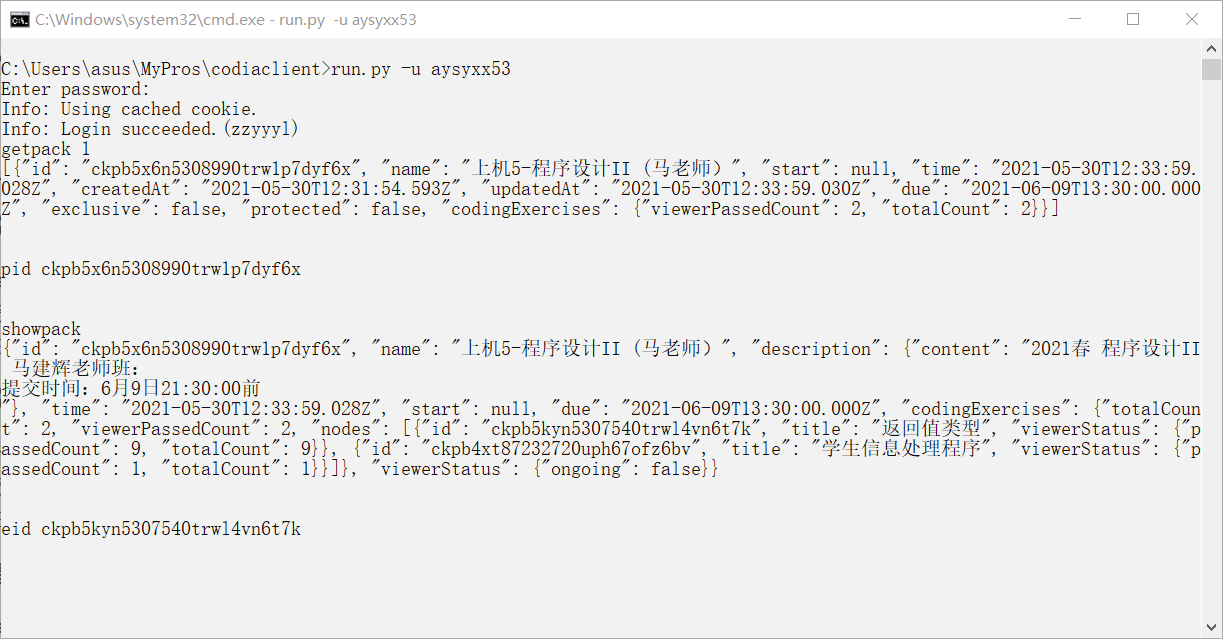 C:\Windows\system32\cmd.exe - run.py  -u aysyxx53
C:\Users\asus\MyPros\codiaclient>run.py -u aysyxx53
Enter password:
Info: Using cached cookie.
Info: Login succeeded.(zzyyyl)
getpack 1
[{"id": "ckpb5x6n5308990trw1p7dyf6x", "name": "上机5-程序设计II（马老师）", "start": null, "time": "2021-05-30T12:33:59.
028Z", "createdAt": "2021-05-30T12:31:54.593Z", "updatedAt": "2021-05-30T12:33:59.030Z", "due": "2021-06-09T13:30:00.000
Z", "exclusive": false, "protected": false, "codingExercises": {"viewerPassedCount": 2, "totalCount": 2}}]
pid ckpb5x6n5308990trw1p7dyf6x
showpack
{"id": "ckpb5x6n5308990trw1p7dyf6x", "name": "上机5-程序设计II（马老师）", "description": {"content": "2021春 程序设计II
 马建辉老师班：
提交时间：6月9日21:30:00前
"}, "time": "2021-05-30T12:33:59.028Z", "start": null, "due": "2021-06-09T13:30:00.000Z", "codingExercises": {"totalCoun
t": 2, "viewerPassedCount": 2, "nodes": [{"id": "ckpb5kyn5307540trwl4vn6t7k", "title": "返回值类型", "viewerStatus": {"p
assedCount": 9, "totalCount": 9}}, {"id": "ckpb4xt87232720uph67ofz6bv", "title": "学生信息处理程序", "viewerStatus": {"p
assedCount": 1, "totalCount": 1}}]}, "viewerStatus": {"ongoing": false}}
eid ckpb5kyn5307540trwl4vn6t7k